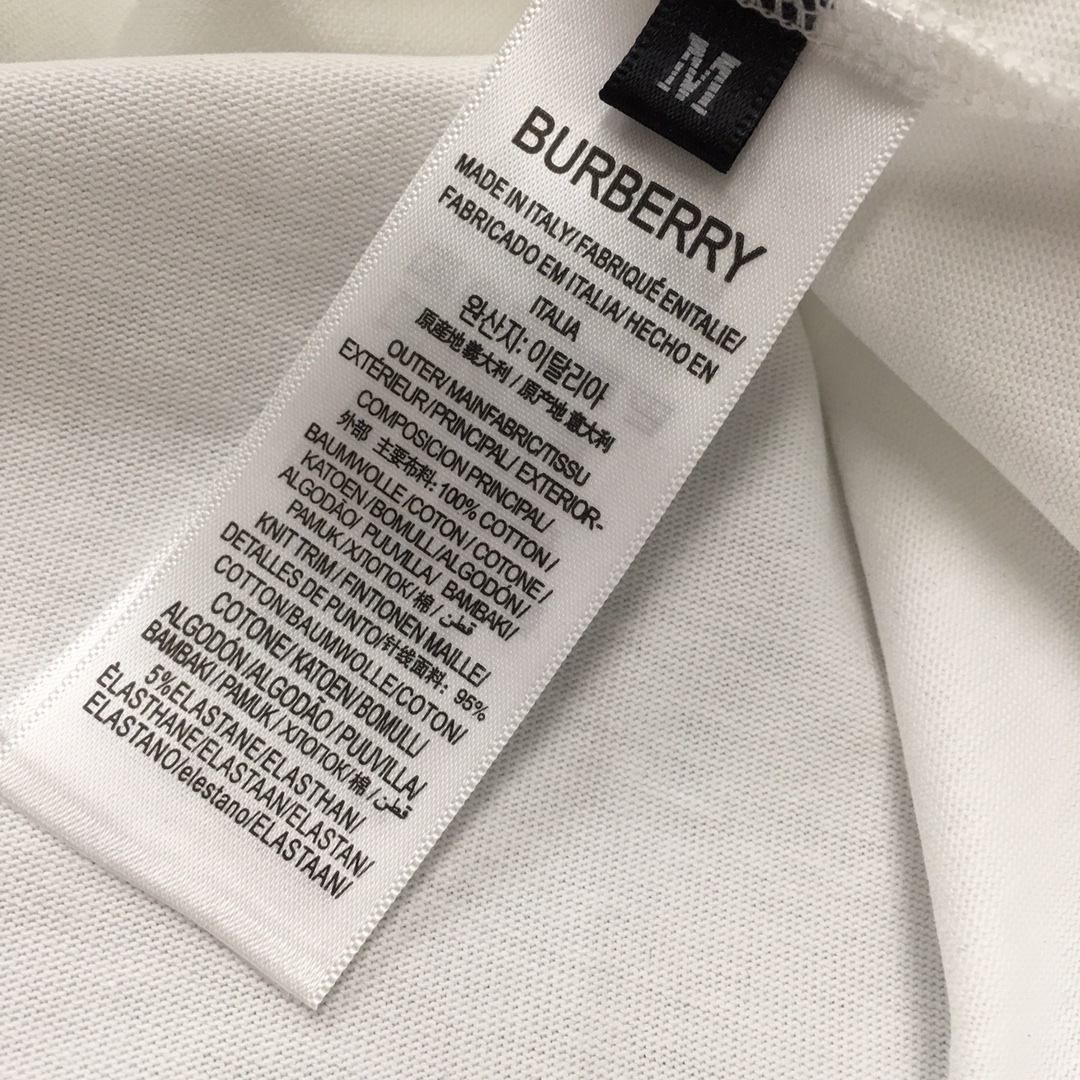 M
BURBERRY
MADE IN ITALY/FABRIQUÉ ENITALIE/
FABRICADO EM ITALIA/ HECHO EN
ITALIA
완산지: 이탈리아
原産地 義大利 / 原产地 意大利
OUTER/MAINFABRIC/TISSU
EXTÉRIEUR/PRINCIPAL/ EXTERIOR-
COMPOSICION PRINCIPAL/
外部 主要布料: 100% COTTON/
BAUMWOLLE/COTON/COTONE/
KATOEN/BOMULL/ALGODÓN/
ALGODÃO/ PUUVILLA/ BAMBAKI/
PAMUK/ХЛОПОК/棉/قطن
KNIT TRIM/FINTIONEN MAILLE/
DETALLES DE PUNTO/针线面料: 95%
COTTON/BAUMWOLLE/COTON/
COTONE/ KATOEN/BOMULL/
ALGODÓN/ALGODÃO/PUUVILLA/
BAMBAKI/PAMUK/ХЛОПОК/棉/قطن
5%ELASTANE/ELASTHAN/
ÈLASTHANE/ELASTAAN/ELASTAN/
ELASTANO/elestano/ELASTAAN/